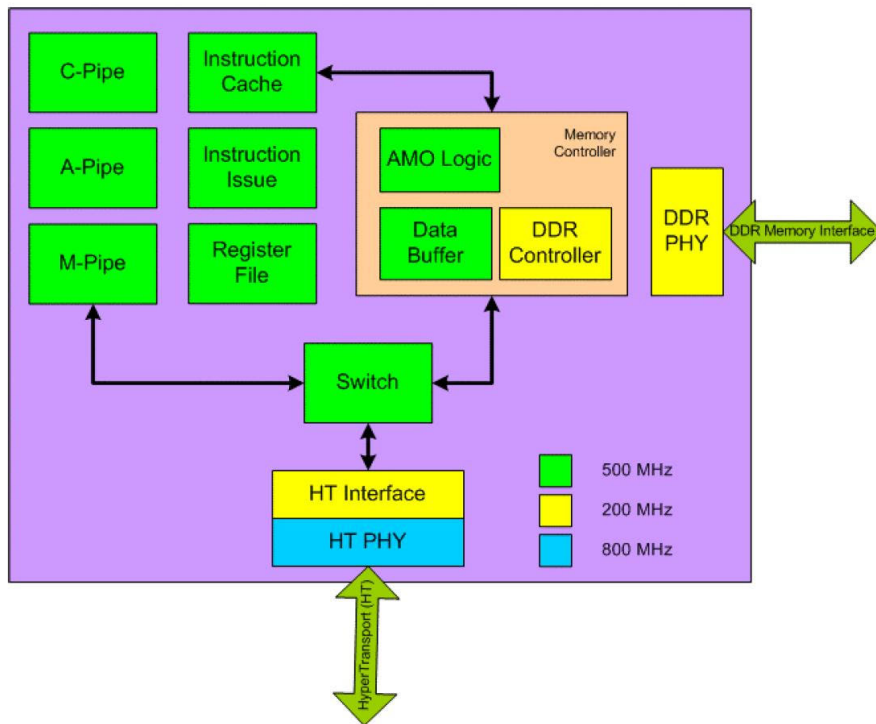 C-Pipe
Instruction
Cache
A-Pipe
Instruction
Issue
M-Pipe
Register
File
Memory
Controller
AMO Logic
Data
Buffer
DDR
Controller
DDR
PHY
DDR Memory Interface
Switch
HT Interface
HT PHY
500 MHz
200 MHz
800 MHz
HyperTransport (HT)